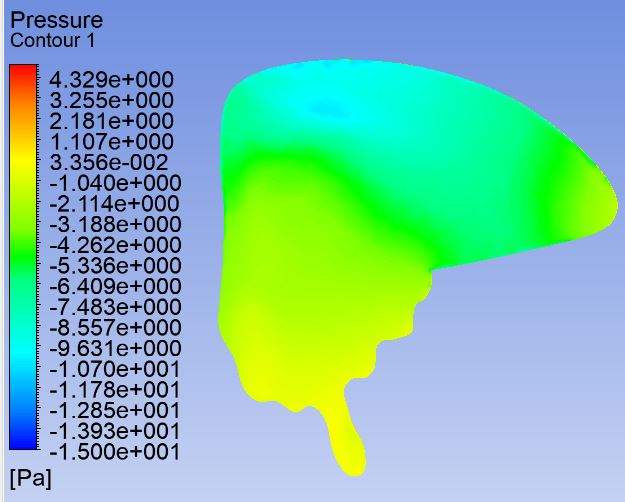 Pressure
Contour 1
4.329e+000
3.255e+000
2.181e+000
1.107e+000
3.356e-002
-1.040e+000
-2.114e+000
-3.188e+000
-4.262e+000
-5.336e+000
-6.409e+000
-7.483e+000
-8.557e+000
-9.631e+000
-1.070e+001
-1.178e+001
-1.285e+001
-1.393e+001
-1.500e+001
[Pa]